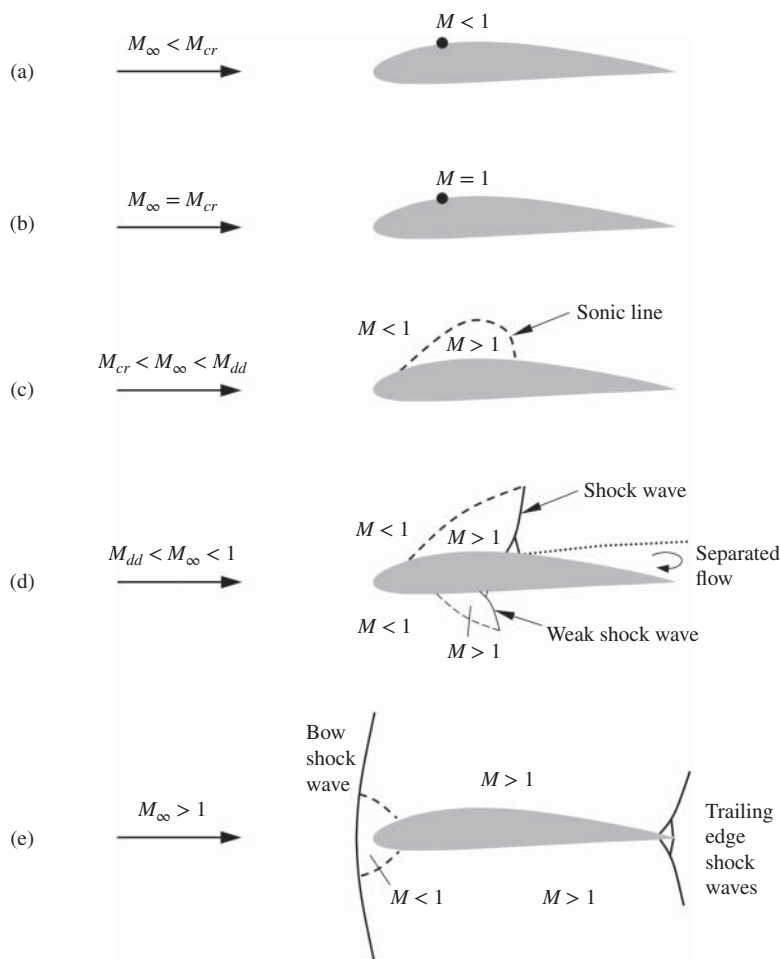 M < 1
M∞ < Mcr
(a)
M = 1
M∞ = Mcr
(b)
Sonic line
M < 1
M > 1
Mcr < M∞ < Mdd
(c)
Shock wave
M < 1
M > 1
Mdd < M∞ < 1
Separated
flow
(d)
M < 1
Weak shock wave
M > 1
Bow
shock
wave
M > 1
M∞ > 1
Trailing
edge
shock
waves
(e)
M < 1
M > 1